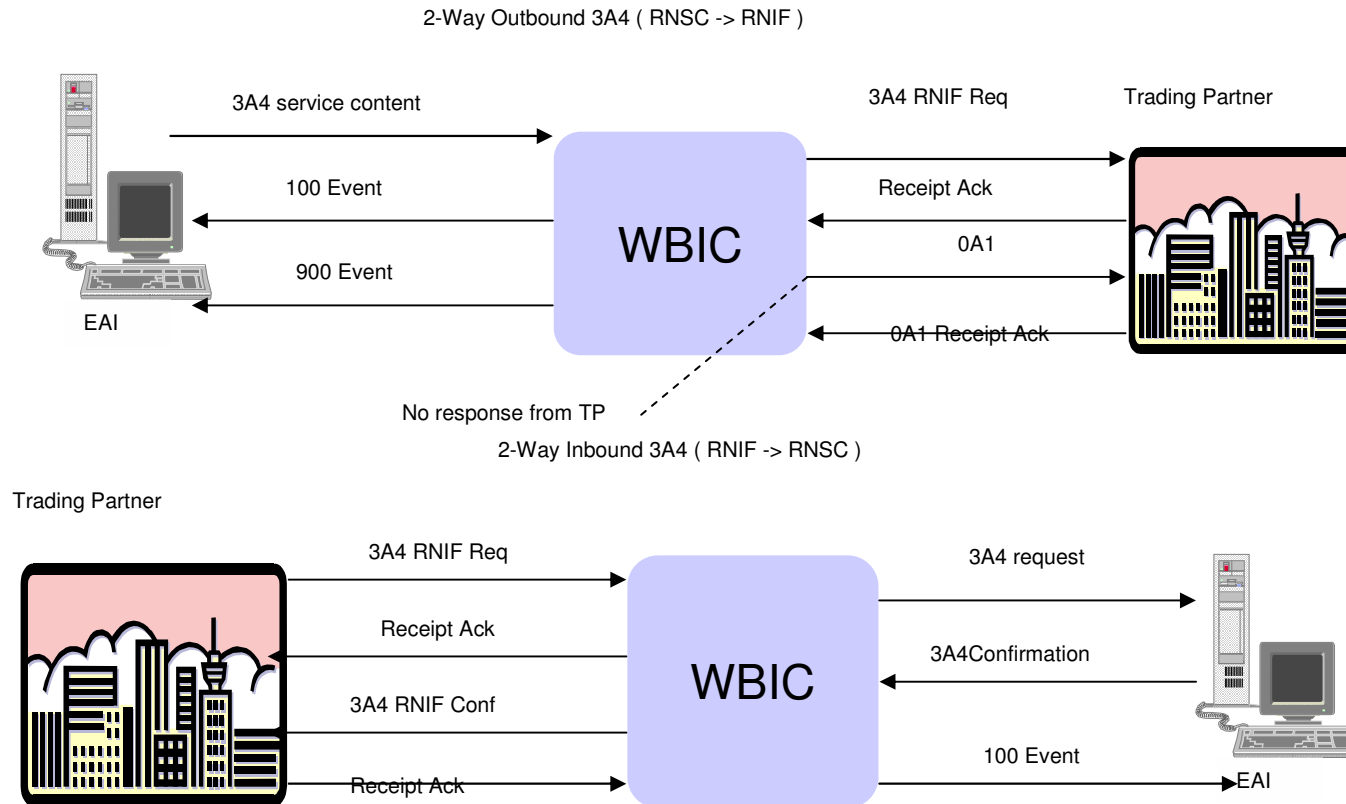 2-Way Outbound 3A4 ( RNSC -> RNIF )
3A4 service content
3A4 RNIF Req
Trading Partner
100 Event
Receipt Ack
WBIC
0A1
900 Event
EAI
0A1 Receipt Ack
No response from TP
2-Way Inbound 3A4 ( RNIF -> RNSC )
Trading Partner
3A4 RNIF Req
3A4 request
Receipt Ack
3A4Confirmation
WBIC
3A4 RNIF Conf
100 Event
Receipt Ack
EAI